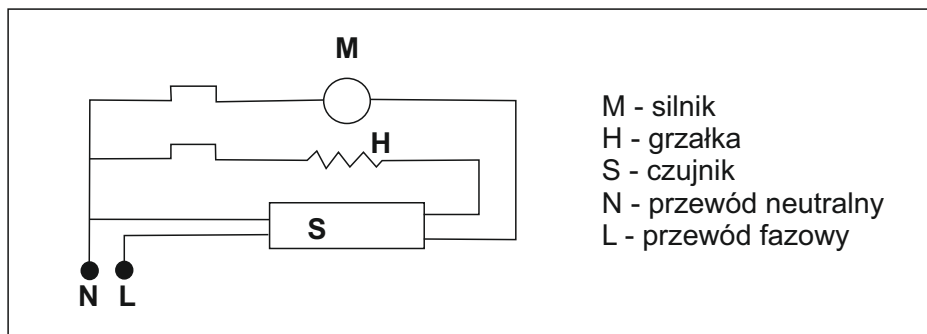 M
H
S
N L
M - silnik
H - grzałka
S - czujnik
N - przewód neutralny
L - przewód fazowy